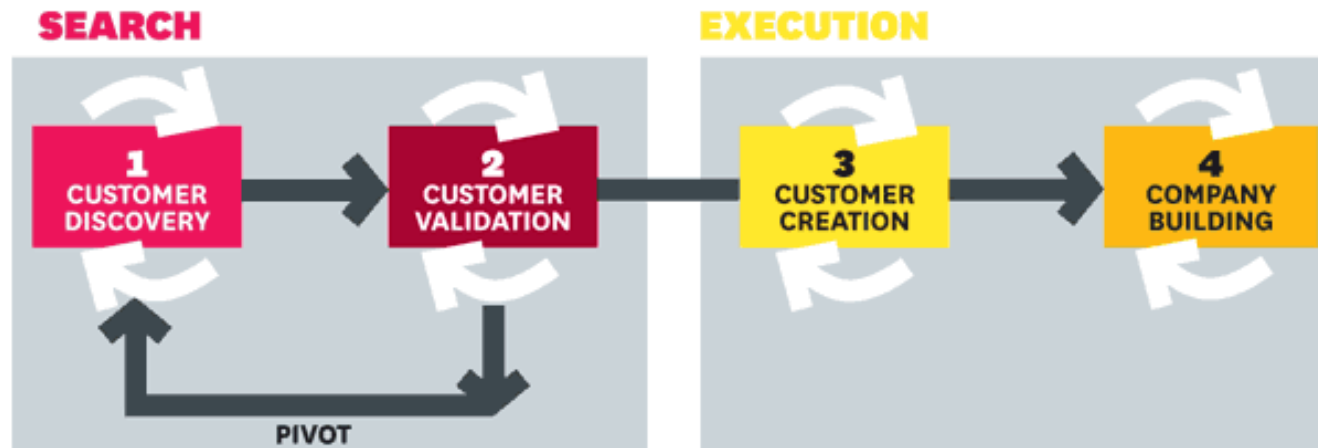 SEARCH
EXECUTION
1
CUSTOMER
DISCOVERY
2
CUSTOMER
VALIDATION
3
CUSTOMER
CREATION
4
COMPANY
BUILDING
PIVOT